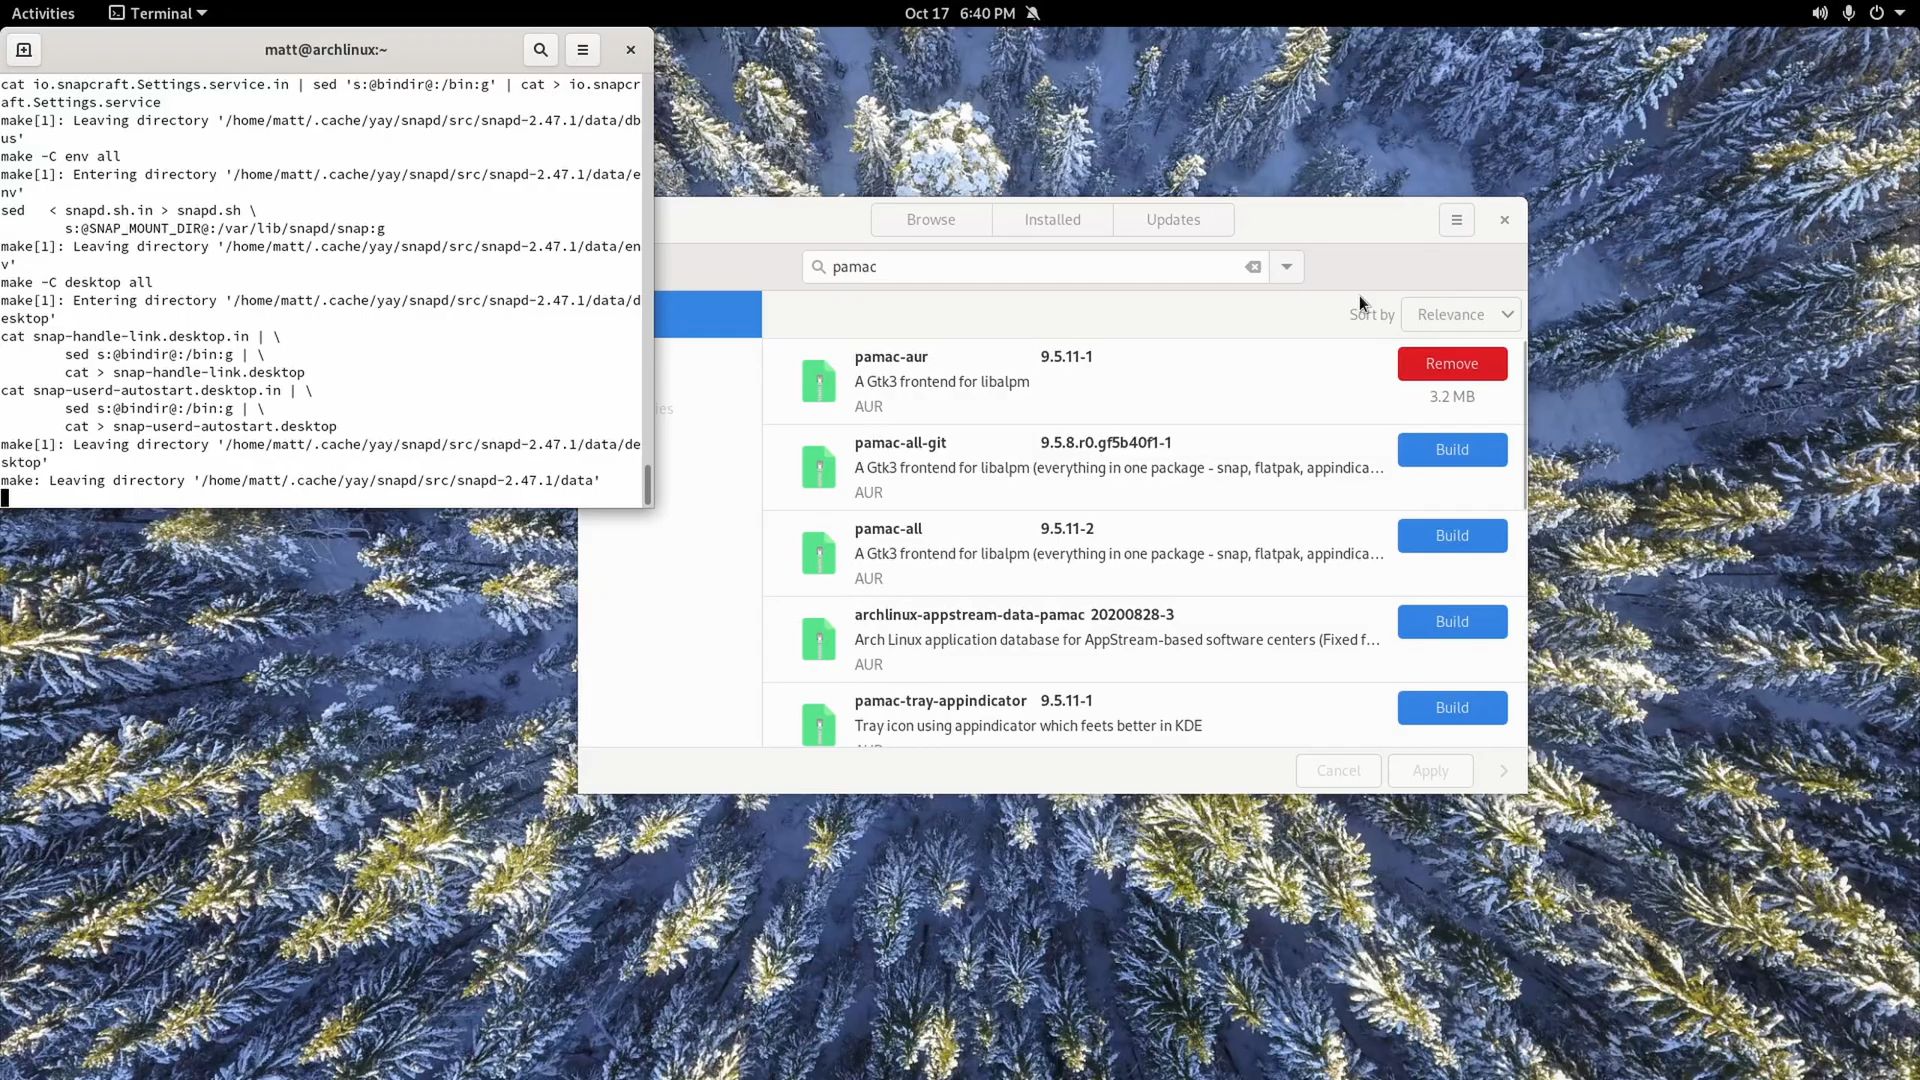 Activities
Terminal
Oct 17 6:40 PM
matt@archlinux:~
cat io.snapcraft.Settings.service.in | sed 's:@bindir@:/bin:g' | cat > io.snapcr
aft.Settings.service
make[1]: Leaving directory '/home/matt/.cache/yay/snapd/src/snapd-2.47.1/data/db
us'
make -C env all
make[1]: Entering directory '/home/matt/.cache/yay/snapd/src/snapd-2.47.1/data/e
nv'
sed   < snapd.sh.in > snapd.sh \
        s:@SNAP_MOUNT_DIR@:/var/lib/snapd/snap:g
make[1]: Leaving directory '/home/matt/.cache/yay/snapd/src/snapd-2.47.1/data/en
v'
make -C desktop all
make[1]: Entering directory '/home/matt/.cache/yay/snapd/src/snapd-2.47.1/data/d
esktop'
cat snap-handle-link.desktop.in | \
        sed s:@bindir@:/bin:g | \
        cat > snap-handle-link.desktop
cat snap-userd-autostart.desktop.in | \
        sed s:@bindir@:/bin:g | \
        cat > snap-userd-autostart.desktop
make[1]: Leaving directory '/home/matt/.cache/yay/snapd/src/snapd-2.47.1/data/de
sktop'
make: Leaving directory '/home/matt/.cache/yay/snapd/src/snapd-2.47.1/data'
Browse
Installed
Updates
pamac
Sort by
Relevance
ies
pamac-aur 9.5.11-1
A Gtk3 frontend for libalpm
AUR
Remove
3.2 MB
pamac-all-git 9.5.8.r0.gf5b40f1-1
A Gtk3 frontend for libalpm (everything in one package - snap, flatpak, appindica…
AUR
Build
pamac-all 9.5.11-2
A Gtk3 frontend for libalpm (everything in one package - snap, flatpak, appindica…
AUR
Build
archlinux-appstream-data-pamac 20200828-3
Arch Linux application database for AppStream-based software centers (Fixed f…
AUR
Build
pamac-tray-appindicator 9.5.11-1
Tray icon using appindicator which feets better in KDE
AUR
Build
Cancel
Apply